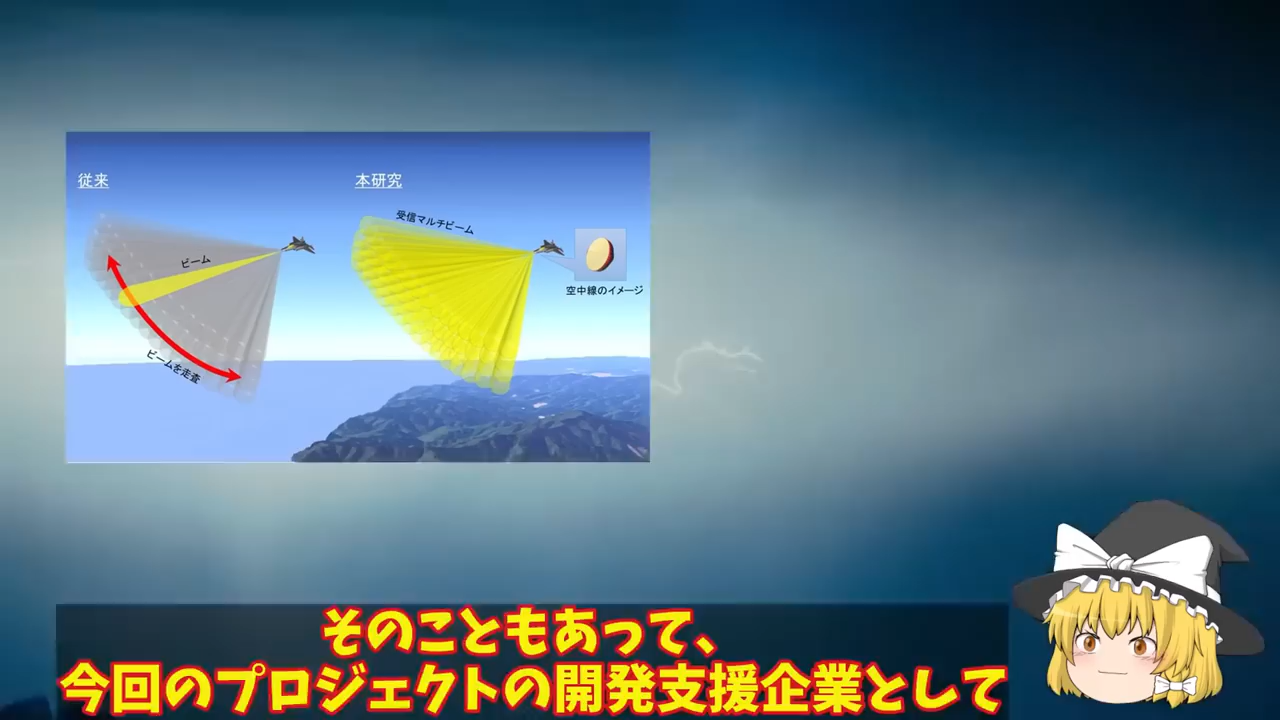 従来
本研究
受信マルチビーム
ビーム
空中線のイメージ
ビームを走査
そのこともあって、
今回のプロジェクトの開発支援企業として